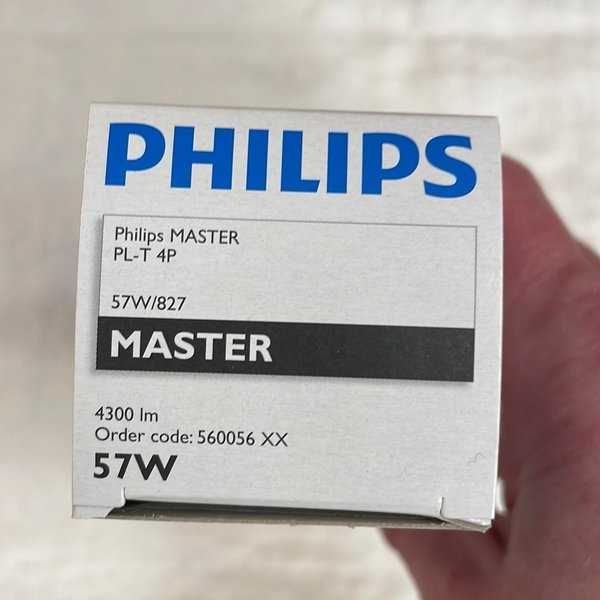 PHILIPS
Philips MASTER
PL-T 4P
57W/827
MASTER
4300 lm
Order code: 560056 XX
57W